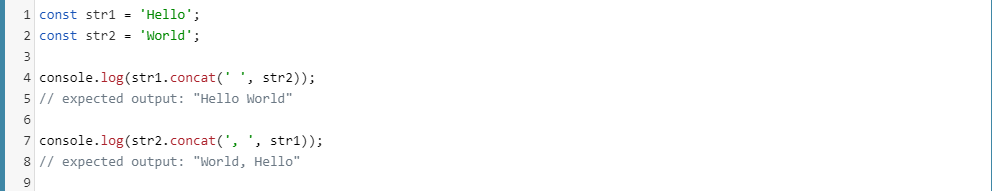 1 const str1 = 'Hello';
2 const str2 = 'World';
3
4 console.log(str1.concat(' ', str2));
5 // expected output: "Hello World"
6
7 console.log(str2.concat(', ', str1));
8 // expected output: "World, Hello"
9